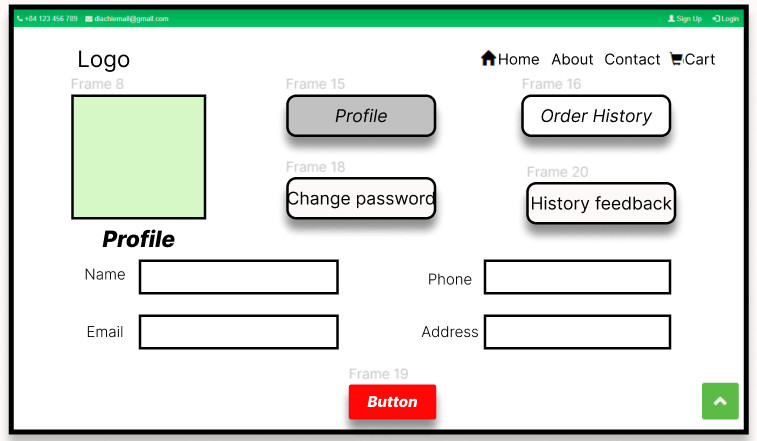 +84 123 456 789 diachiemail@gmail.com Sign Up Login
Logo Home About Contact Cart
Frame 8 Frame 15 Frame 16
Profile Order History
Frame 18 Frame 20
Change password History feedback
Profile
Name Phone
Email Address
Frame 19
Button